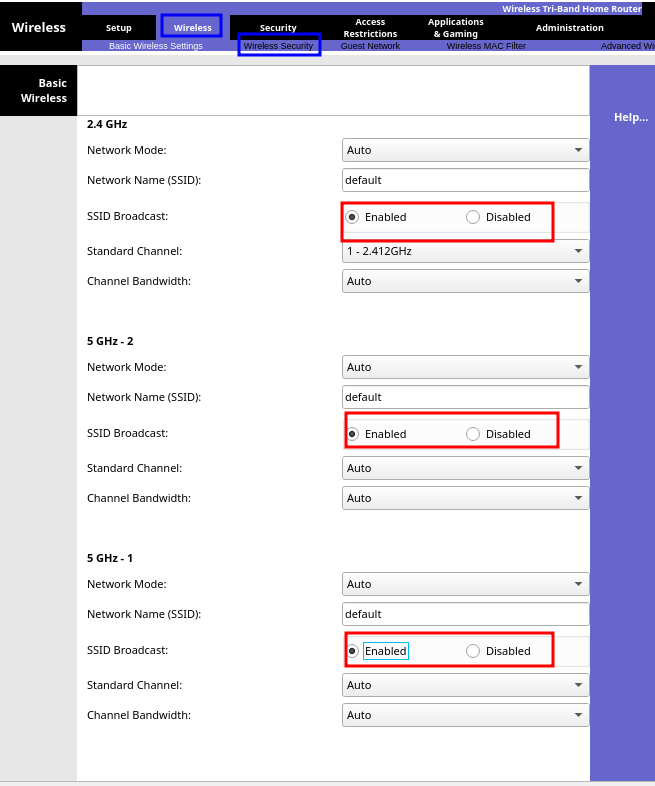 Wireless Tri-Band Home Router
Wireless
Setup Wireless Security Access Restrictions Applications & Gaming Administration
Basic Wireless Settings Wireless Security Guest Network Wireless MAC Filter Advanced Wi
Basic
Wireless
Help...
2.4 GHz
Network Mode: Auto
Network Name (SSID): default
SSID Broadcast: Enabled Disabled
Standard Channel: 1 - 2.412GHz
Channel Bandwidth: Auto
5 GHz - 2
Network Mode: Auto
Network Name (SSID): default
SSID Broadcast: Enabled Disabled
Standard Channel: Auto
Channel Bandwidth: Auto
5 GHz - 1
Network Mode: Auto
Network Name (SSID): default
SSID Broadcast: Enabled Disabled
Standard Channel: Auto
Channel Bandwidth: Auto